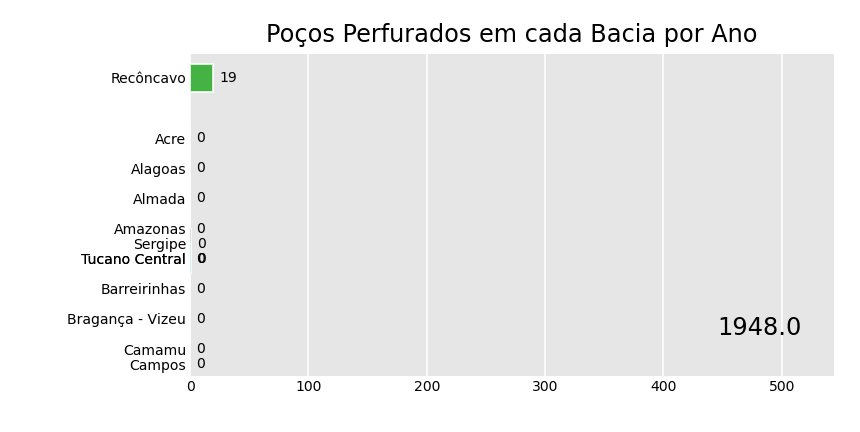 Poços Perfurados em cada Bacia por Ano
Recôncavo 19
Acre 0
Alagoas 0
Almada 0
Amazonas 0
Sergipe 0
Tucano Central 0
Barreirinhas 0
Bragança - Vizeu 0
1948.0
Camamu 0
Campos 0
0 100 200 300 400 500